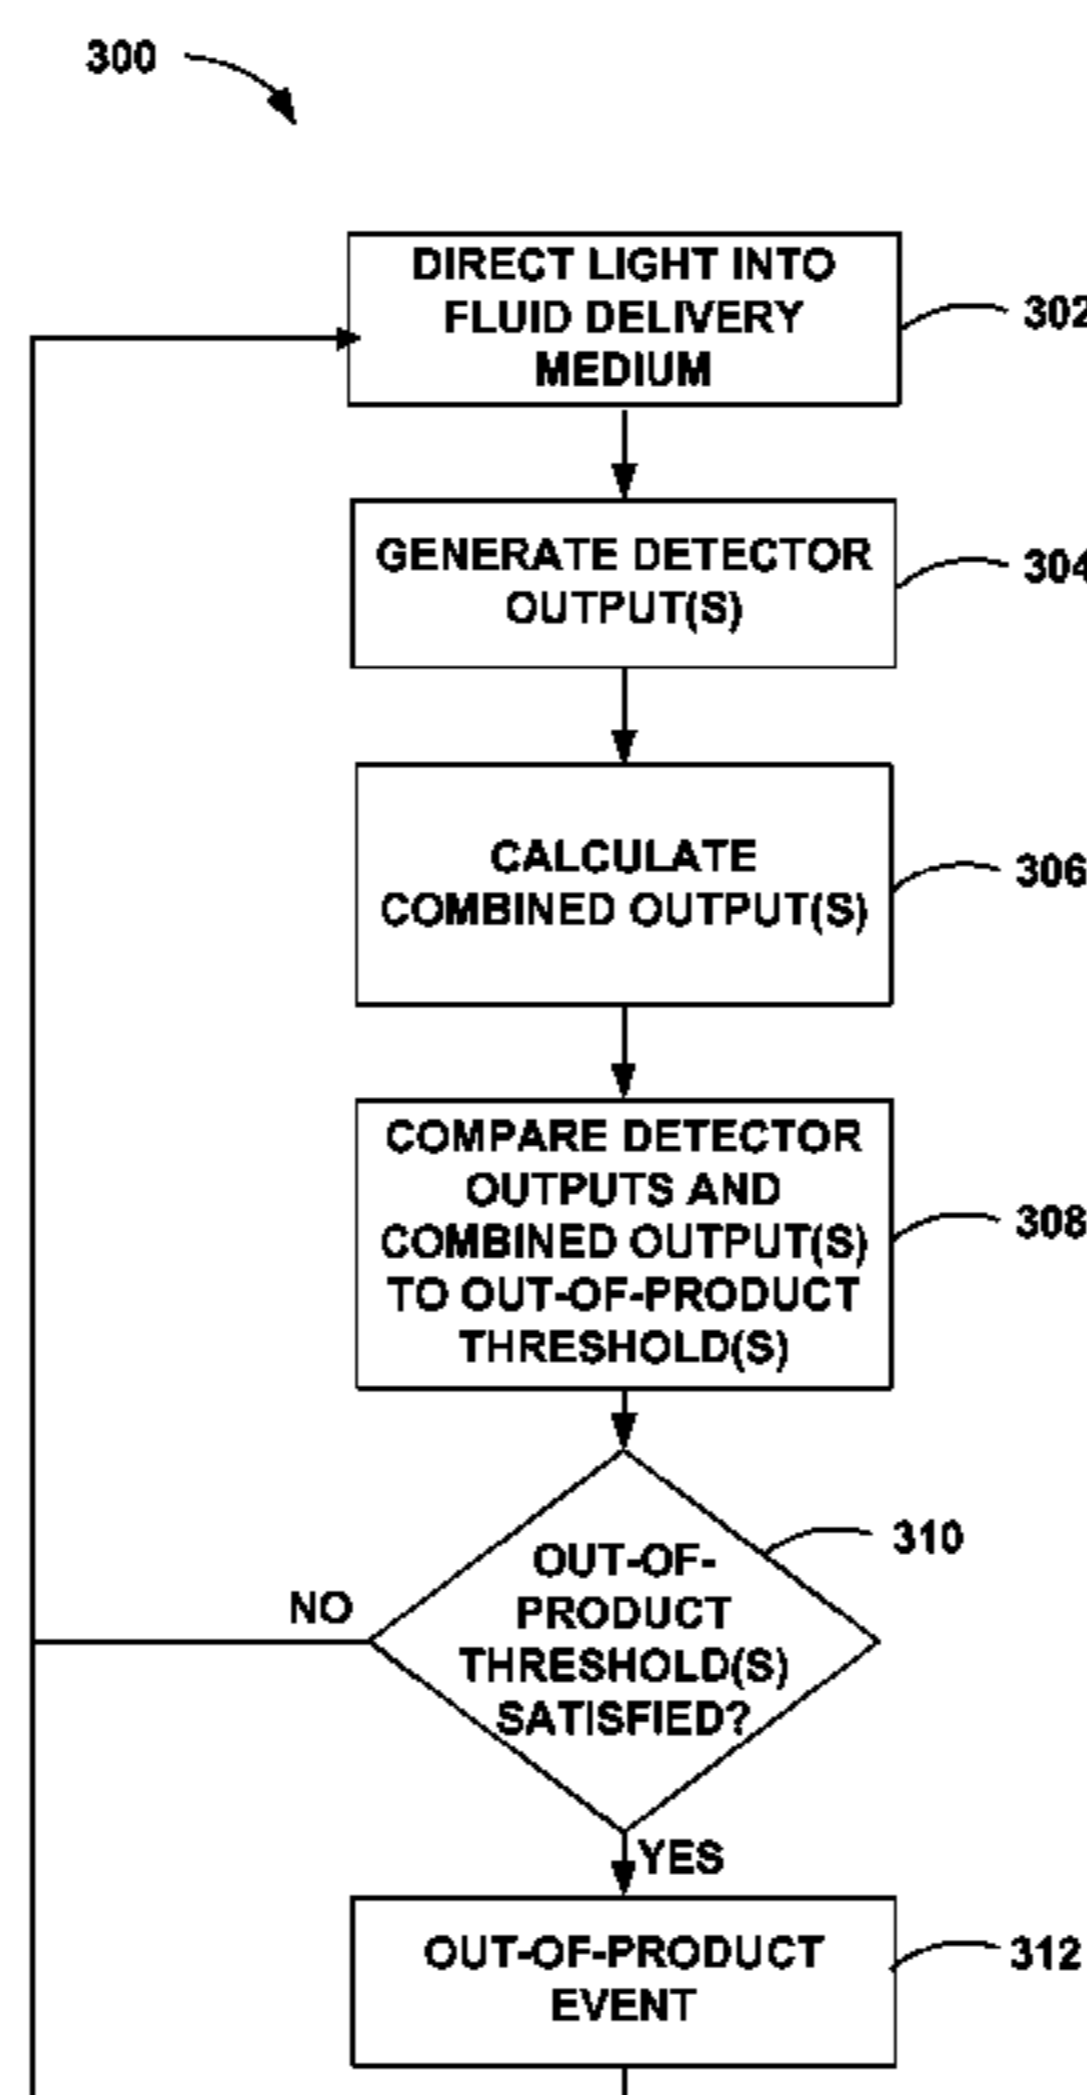 300
DIRECT LIGHT INTO
FLUID DELIVERY
MEDIUM
302
GENERATE DETECTOR
OUTPUT(S)
304
CALCULATE
COMBINED OUTPUT(S)
306
COMPARE DETECTOR
OUTPUTS AND
COMBINED OUTPUT(S)
TO OUT-OF-PRODUCT
THRESHOLD(S)
308
OUT-OF-
PRODUCT
THRESHOLD(S)
SATISFIED?
310
NO
YES
OUT-OF-PRODUCT
EVENT
312